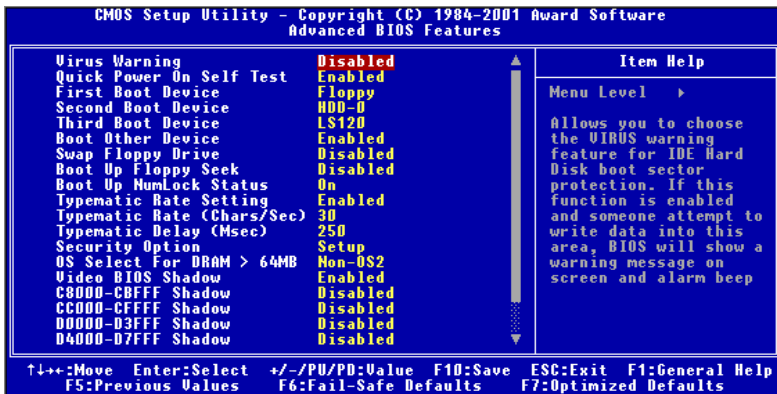 CMOS Setup Utility - Copyright (C) 1984-2001 Award Software
Advanced BIOS Features
Virus Warning Disabled
Quick Power On Self Test Enabled
First Boot Device Floppy
Second Boot Device HDD-0
Third Boot Device LS120
Boot Other Device Enabled
Swap Floppy Drive Disabled
Boot Up Floppy Seek Disabled
Boot Up NumLock Status On
Typematic Rate Setting Enabled
Typematic Rate (Chars/Sec) 30
Typematic Delay (Msec) 250
Security Option Setup
OS Select For DRAM > 64MB Non-OS2
Video BIOS Shadow Enabled
C8000-CBFFF Shadow Disabled
CC000-CFFFF Shadow Disabled
D0000-D3FFF Shadow Disabled
D4000-D7FFF Shadow Disabled
Item Help
Menu Level ▸
Allows you to choose
the VIRUS warning
feature for IDE Hard
Disk boot sector
protection. If this
function is enabled
and someone attempt to
write data into this
area, BIOS will show a
warning message on
screen and alarm beep
↑↓→←:Move Enter:Select +/-/PU/PD:Value F10:Save ESC:Exit F1:General Help
F5:Previous Values F6:Fail-Safe Defaults F7:Optimized Defaults